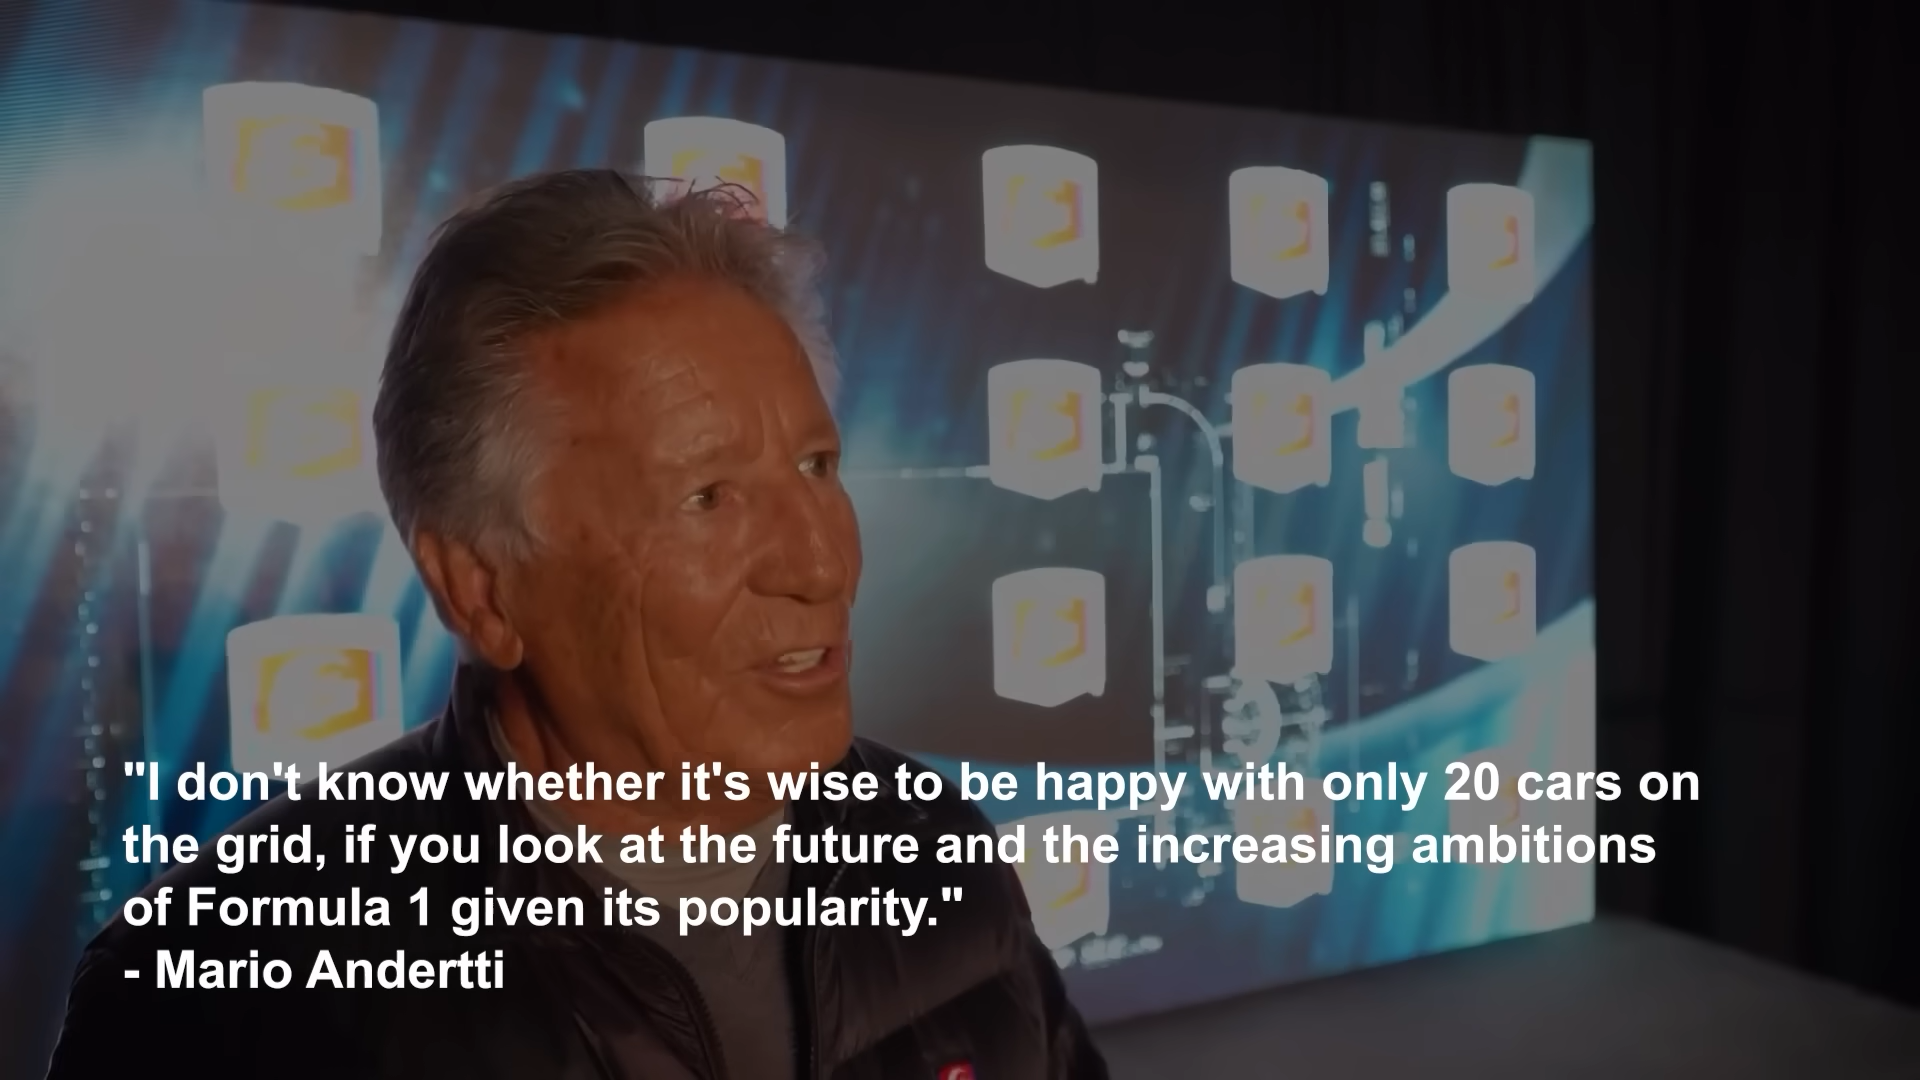 "I don't know whether it's wise to be happy with only 20 cars on
the grid, if you look at the future and the increasing ambitions
of Formula 1 given its popularity."
- Mario Andertti